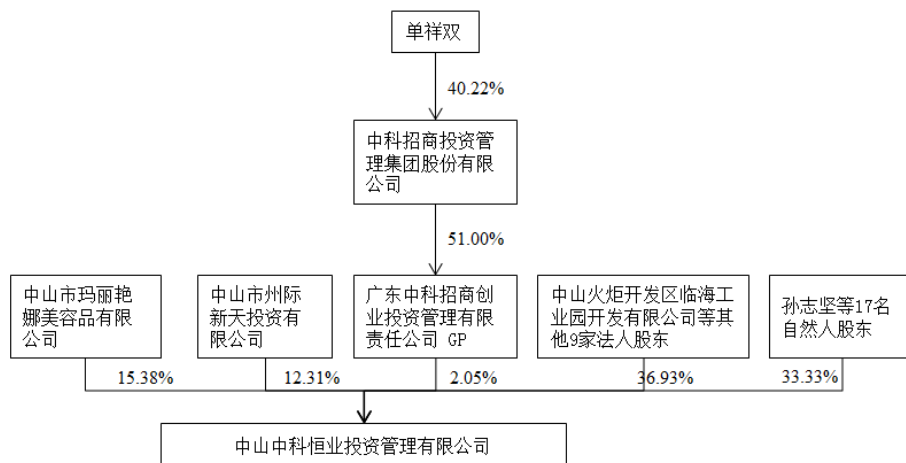 单祥双
40.22%
中科招商投资管
理集团股份有限
公司
51.00%
中山市玛丽艳
娜美容品有限
公司
中山市州际
新天投资有
限公司
广东中科招商创
业投资管理有限
责任公司 GP
中山火炬开发区临海工
业园开发有限公司等其
他9家法人股东
孙志坚等17名
自然人股东
15.38%
12.31%
2.05%
36.93%
33.33%
中山中科恒业投资管理有限公司